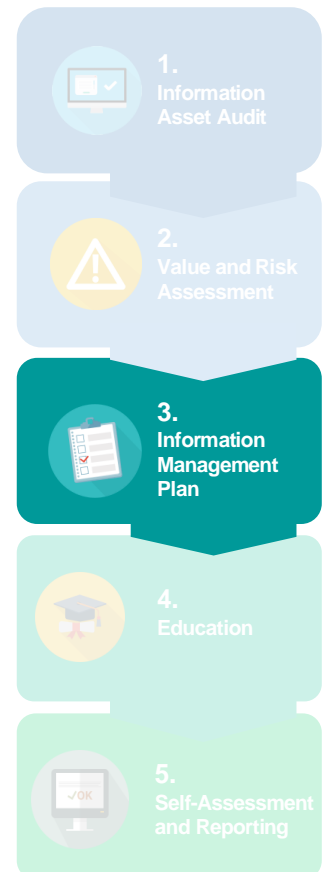 1.
Information
Asset Audit
2.
Value and Risk
Assessment
3.
Information
Management
Plan
4.
Education
5.
Self-Assessment
and Reporting
✓OK